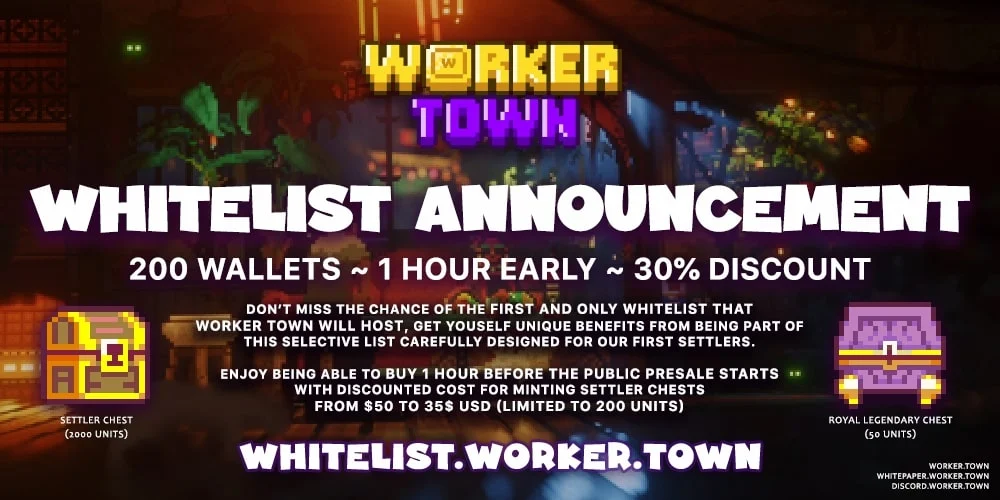 WORKER
TOWN
WHITELIST ANNOUNCEMENT
200 WALLETS ~ 1 HOUR EARLY ~ 30% DISCOUNT
DON'T MISS THE CHANCE OF THE FIRST AND ONLY WHITELIST THAT
WORKER TOWN WILL HOST, GET YOUSELF UNIQUE BENEFITS FROM BEING PART OF
THIS SELECTIVE LIST CAREFULLY DESIGNED FOR OUR FIRST SETTLERS.
ENJOY BEING ABLE TO BUY 1 HOUR BEFORE THE PUBLIC PRESALE STARTS
WITH DISCOUNTED COST FOR MINTING SETTLER CHESTS
FROM $50 TO 35$ USD (LIMITED TO 200 UNITS)
SETTLER CHEST
(2000 UNITS)
ROYAL LEGENDARY CHEST
(50 UNITS)
WHITELIST.WORKER.TOWN
WORKER.TOWN
WHITEPAPER.WORKER.TOWN
DISCORD.WORKER.TOWN